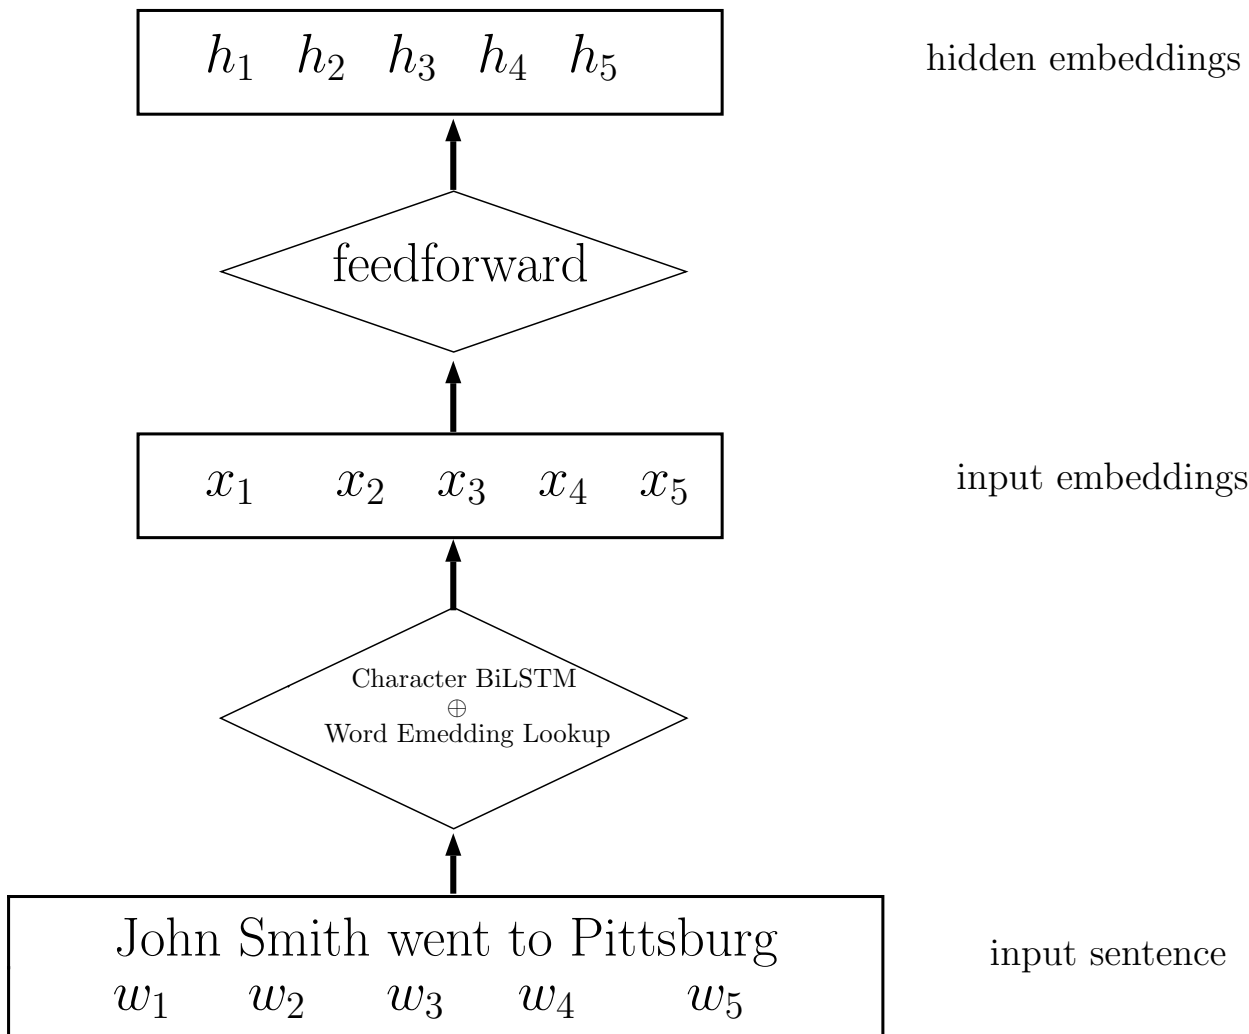 h₁ h₂ h₃ h₄ h₅
hidden embeddings
feedforward
x₁ x₂ x₃ x₄ x₅
input embeddings
Character BiLSTM
⊕
Word Emedding Lookup
John Smith went to Pittsburg
input sentence
w₁ w₂ w₃ w₄ w₅